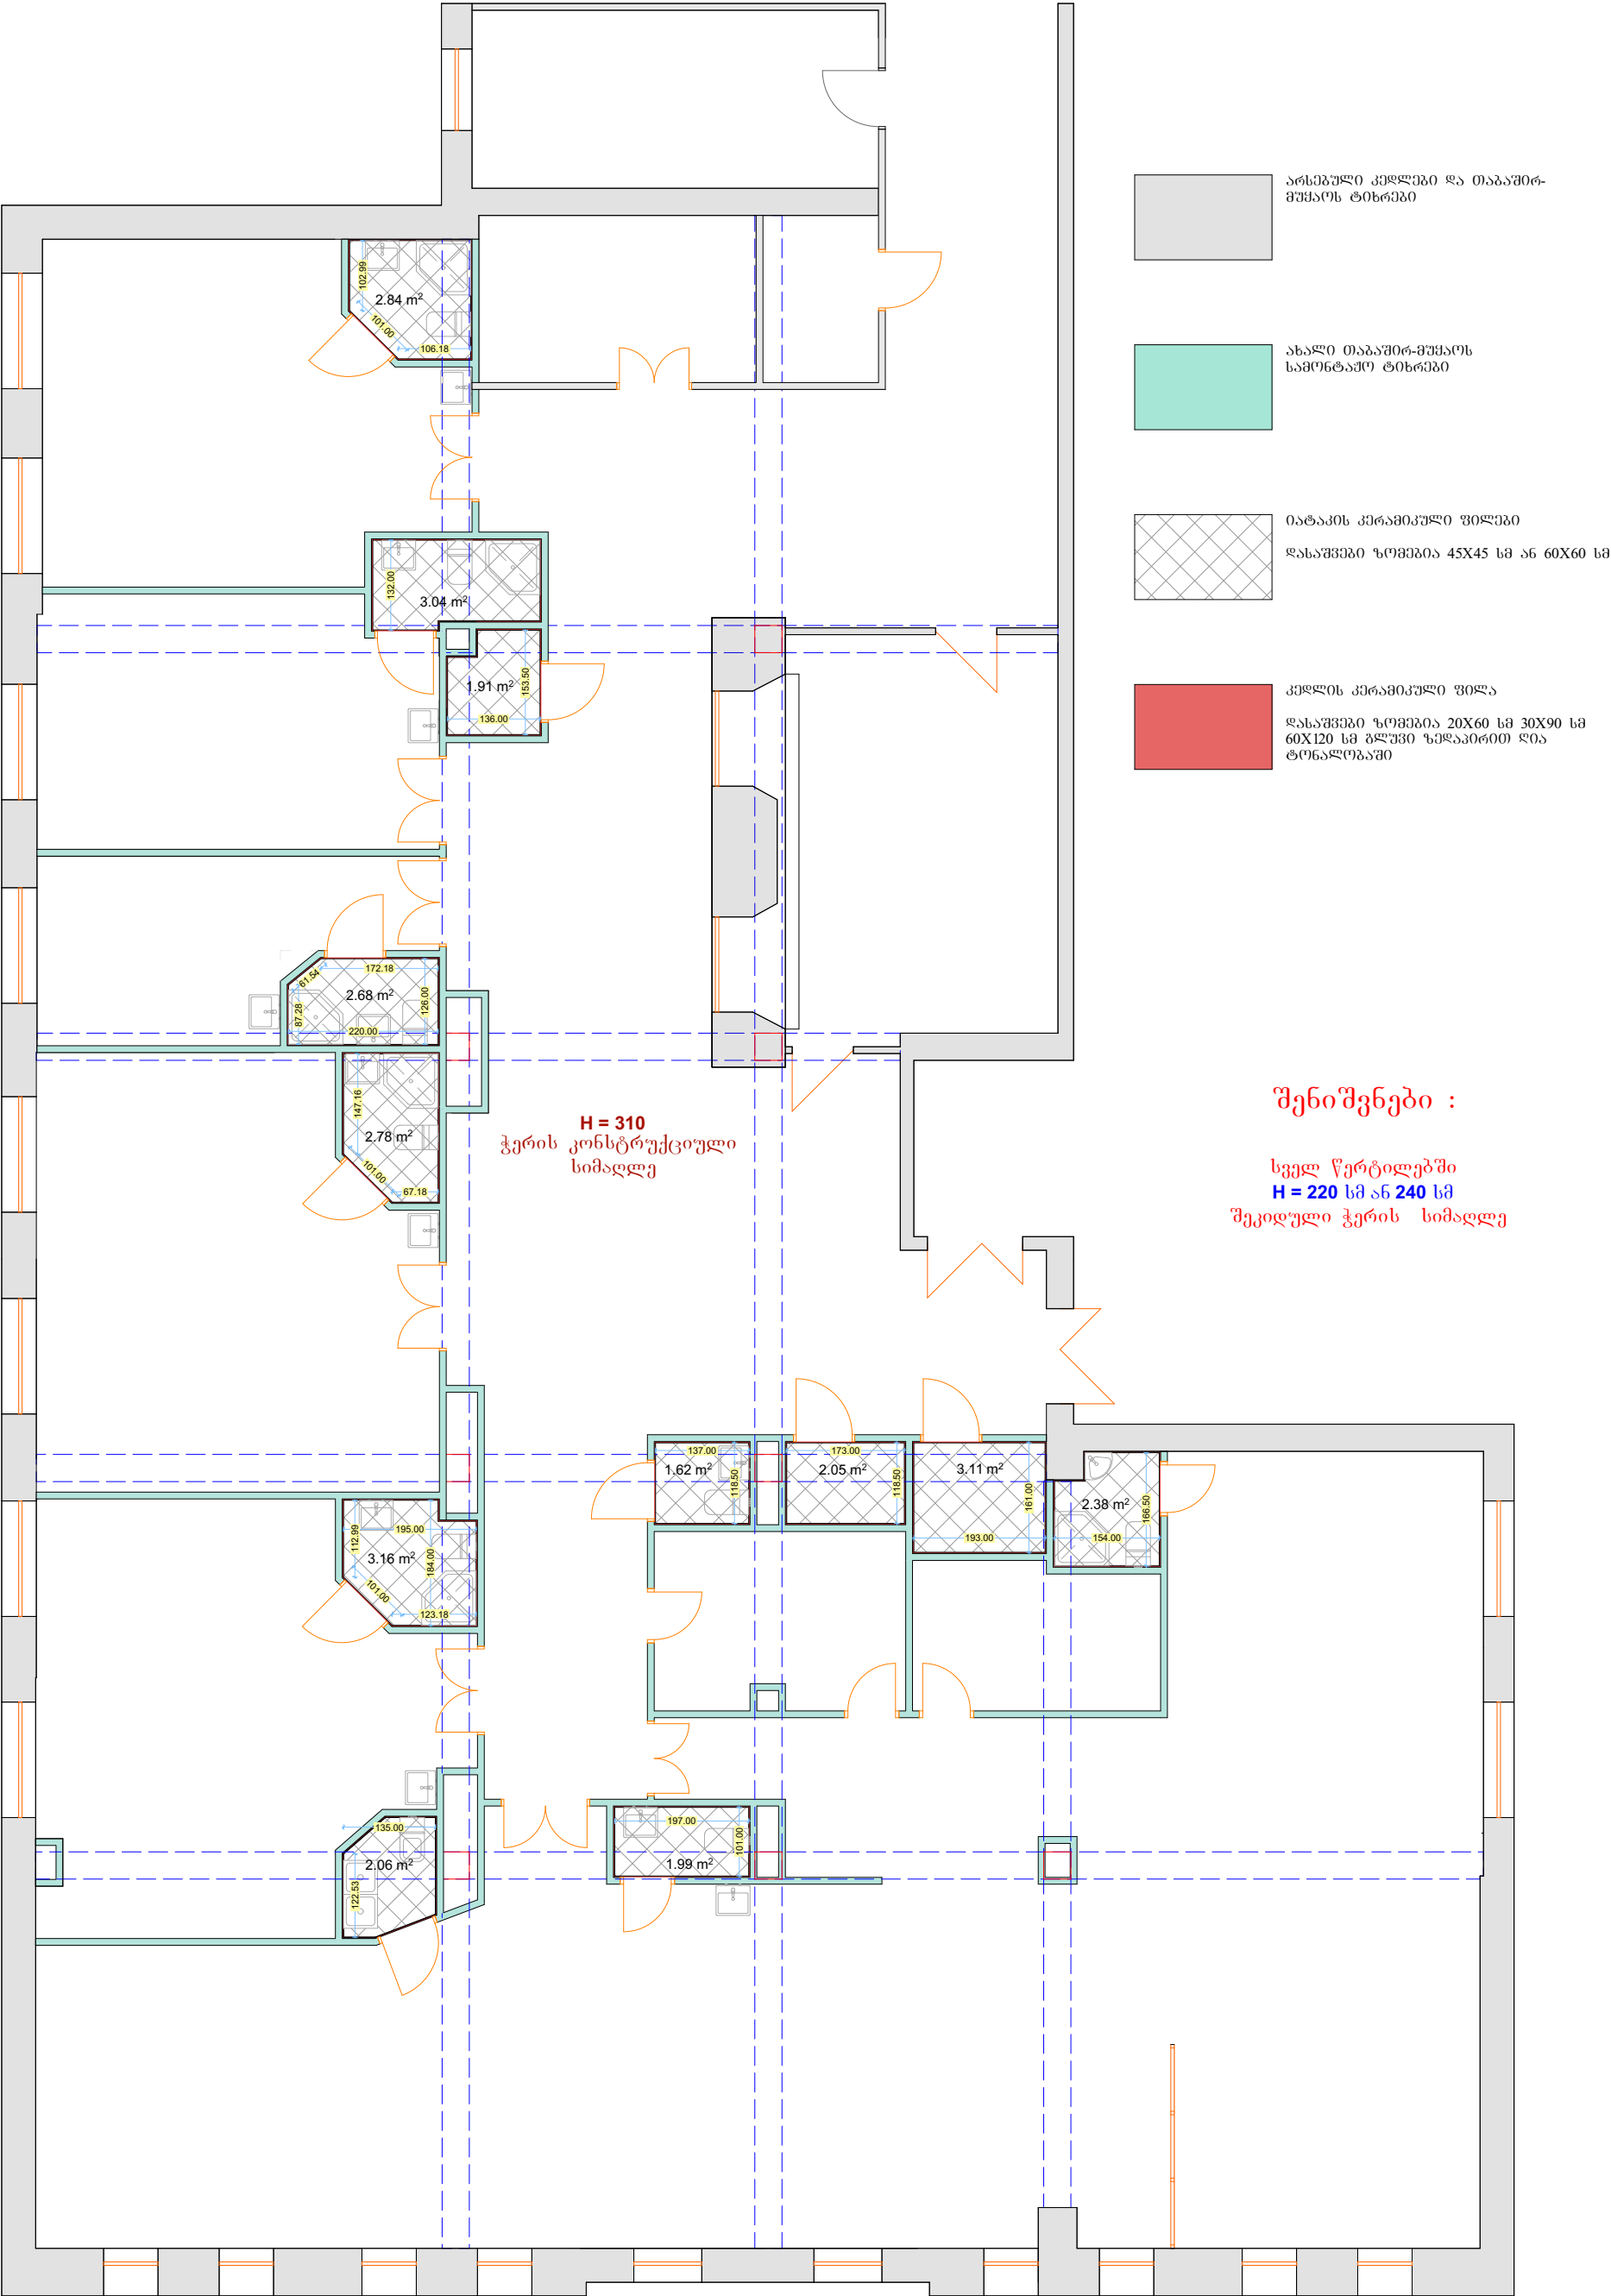 არსებული კედლები და თაბაშირ-
მუყაოს ტიხრები
ახალი თაბაშირ-მუყაოს
სამონტაჟო ტიხრები
იატაკის კერამიკული ფილები
დასაშვები ზომებია 45X45 სმ ან 60X60 სმ
კედლის კერამიკული ფილა
დასაშვები ზომებია 20X60 სმ 30X90 სმ
60X120 სმ გლუვი ზედაპირით ღია
ტონალობაში
102.99
2.84 m²
101.00
106.18
132.00
3.04 m²
1.91 m²
153.50
136.00
61.54
172.18
2.68 m²
87.28
126.00
220.00
147.16
2.78 m²
101.00
67.18
H = 310
ჭერის კონსტრუქციული
სიმაღლე
შენიშვნები :
სველ წერტილებში
H = 220 სმ ან 240 სმ
შეკიდული ჭერის სიმაღლე
137.00
1.62 m²
118.50
173.00
2.05 m²
118.50
3.11 m²
161.00
193.00
2.38 m²
166.50
154.00
112.99
195.00
3.16 m²
184.00
101.00
123.18
135.00
2.06 m²
122.53
197.00
1.99 m²
101.00